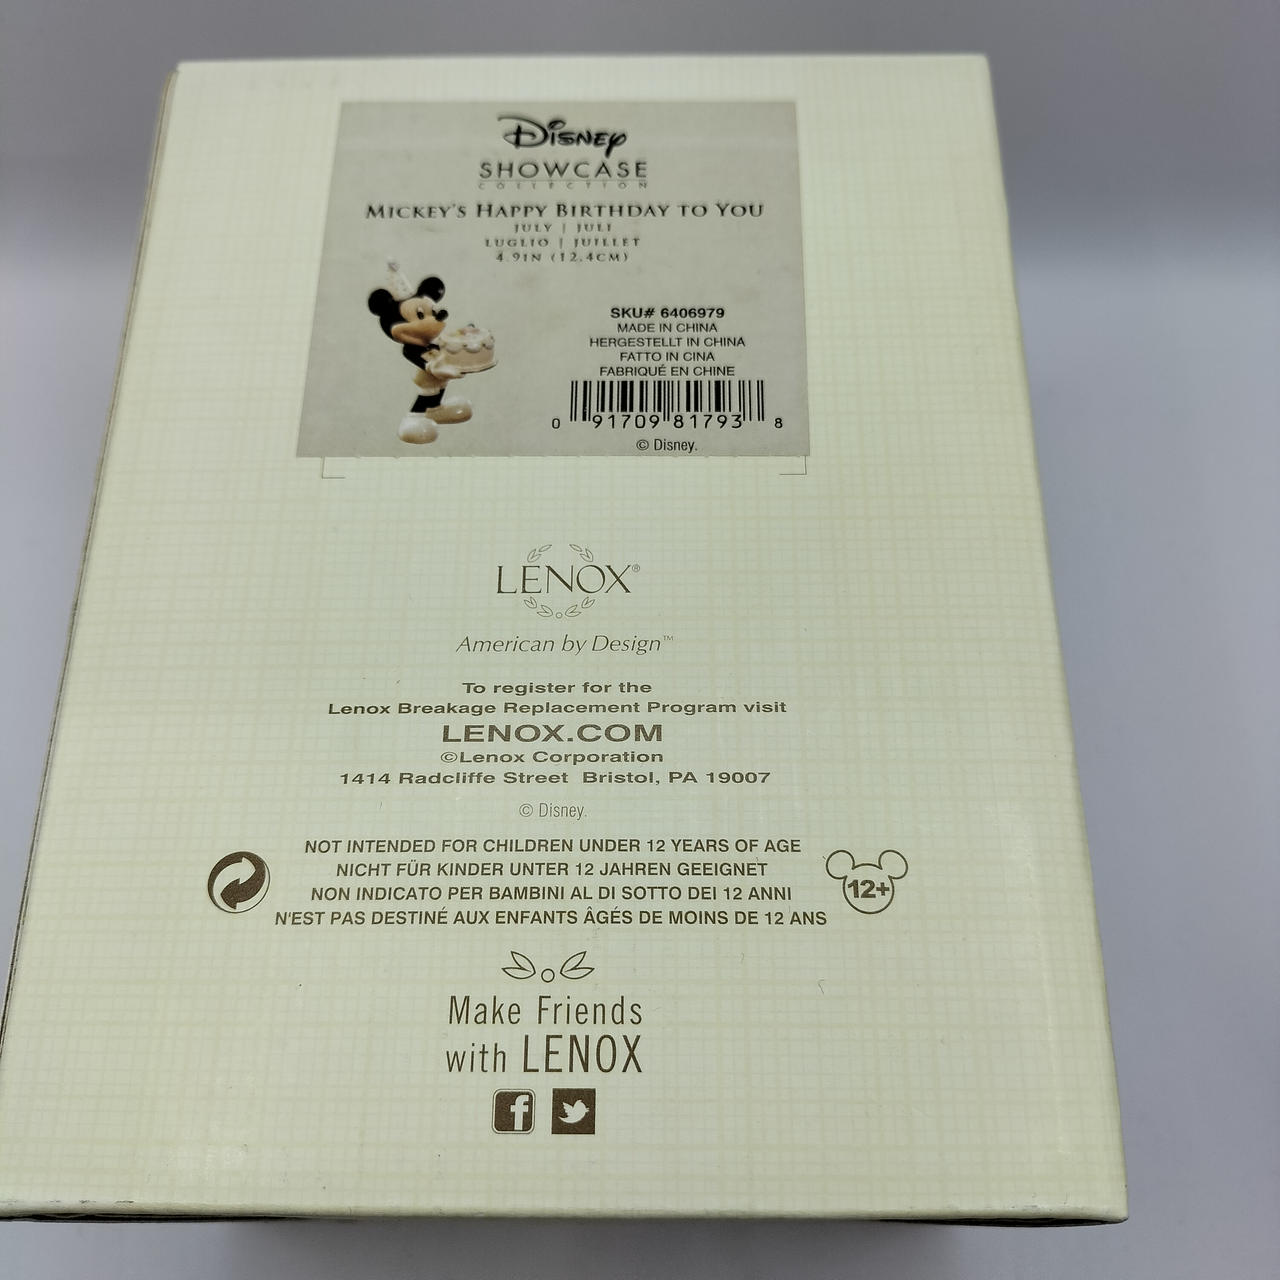 Disney
SHOWCASE
COLLECTION
MICKEY'S HAPPY BIRTHDAY TO YOU
JULY | JULI
LUGLIO | JUILLET
4.9IN (12.4CM)
SKU# 6406979
MADE IN CHINA
HERGESTELLT IN CHINA
FATTO IN CINA
FABRIQUÉ EN CHINE
0 91709 81793 8
© Disney.
LENOX®
American by Design™
To register for the
Lenox Breakage Replacement Program visit
LENOX.COM
©Lenox Corporation
1414 Radcliffe Street Bristol, PA 19007
© Disney.
NOT INTENDED FOR CHILDREN UNDER 12 YEARS OF AGE
NICHT FÜR KINDER UNTER 12 JAHREN GEEIGNET
NON INDICATO PER BAMBINI AL DI SOTTO DEI 12 ANNI
N'EST PAS DESTINÉ AUX ENFANTS ÂGÉS DE MOINS DE 12 ANS
12+
Make Friends
with LENOX
f